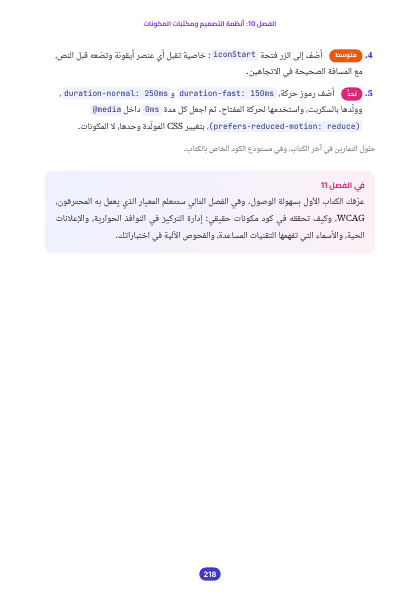 الفصل 10: أنظمة التصميم ومكتبات المكونات
4. متوسط أضف إلى الزر فتحة iconStart: خاصية تقبل أي عنصر أيقونة وتضعه قبل النص،
مع المسافة الصحيحة في الاتجاهين.
5. تحدٍّ أضف رموز حركة، duration-fast: 150ms و duration-normal: 250ms،
وولّدها بالسكربت، واستخدمها لحركة المفتاح. ثم اجعل كل مدة 0ms داخل @media
(prefers-reduced-motion: reduce)، بتغيير CSS المولّدة وحدها، لا المكونات.
حلول التمارين في آخر الكتاب، وفي مستودع الكود الخاص بالكتاب.
في الفصل 11
عرّفك الكتاب الأول بسهولة الوصول. وفي الفصل التالي ستتعلم المعيار الذي يعمل به المحترفون،
WCAG، وكيف تحققه في كود مكونات حقيقي: إدارة التركيز في النوافذ الحوارية، والإعلانات
الحية، والأسماء التي تفهمها التقنيات المساعدة، والفحوص الآلية في اختباراتك.
218